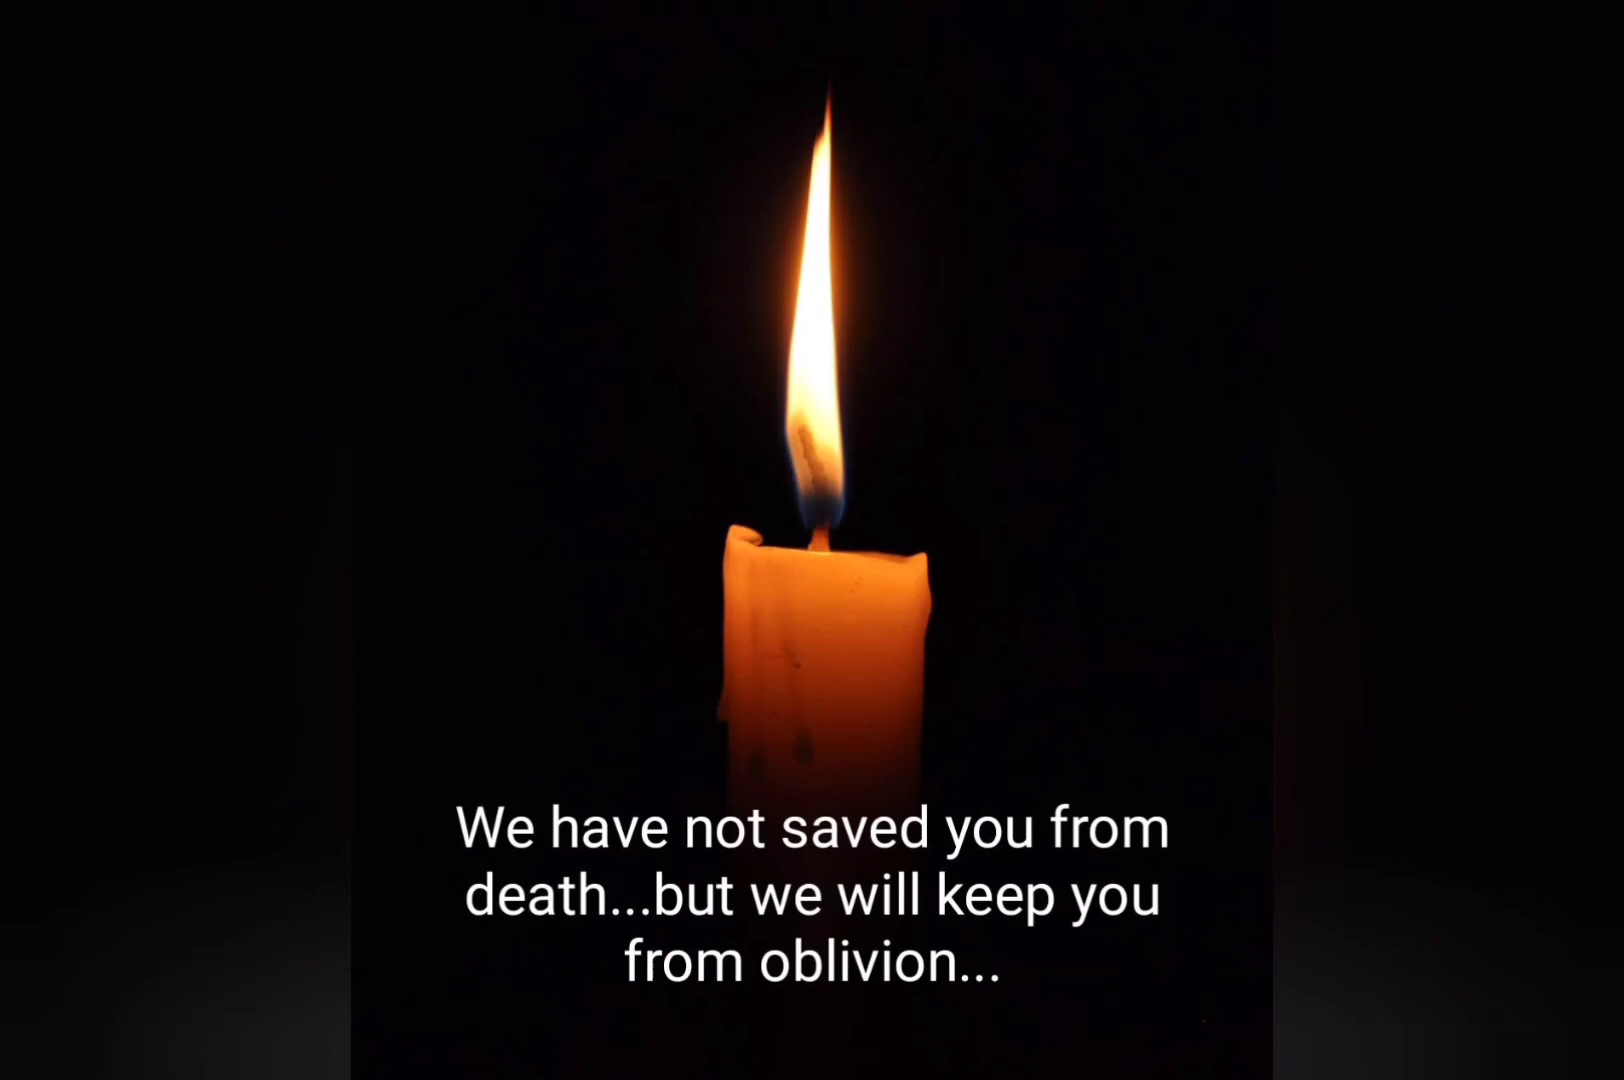 We have not saved you from
death...but we will keep you
from oblivion...